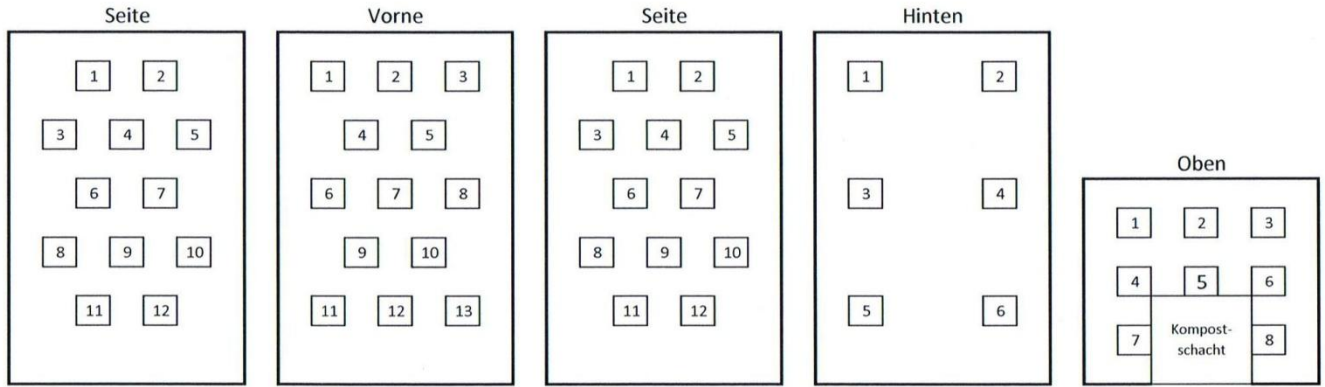 Seite
1 2
3 4 5
6 7
8 9 10
11 12
Vorne
1 2 3
4 5
6 7 8
9 10
11 12 13
Seite
1 2
3 4 5
6 7
8 9 10
11 12
Hinten
1 2
3 4
5 6
Oben
1 2 3
4 5 6
7 Kompost- 8
schacht